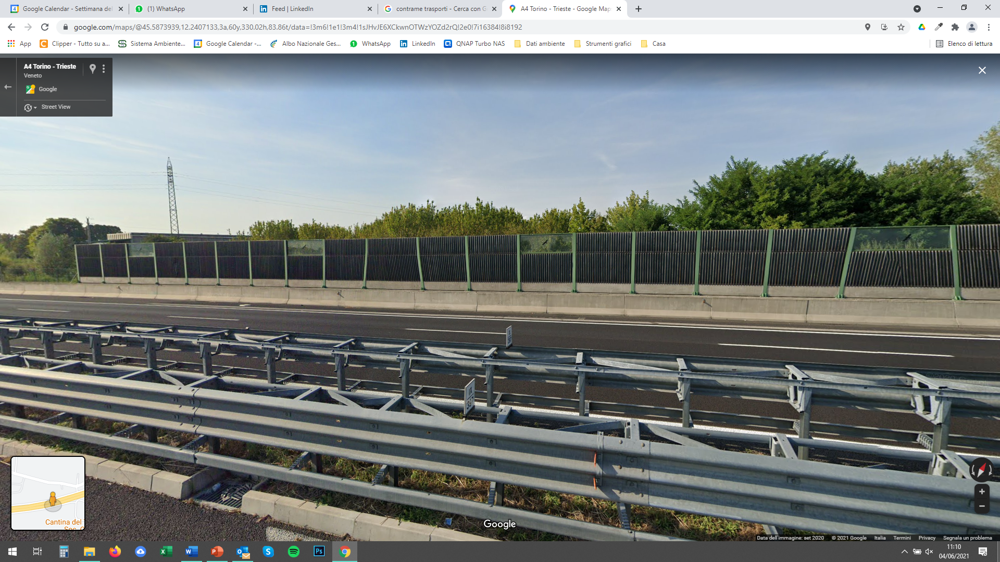 Google Calendar - Settimana del
(1) WhatsApp
Feed | LinkedIn
contrame trasporti - Cerca con G
A4 Torino - Trieste - Google Map
google.com/maps/@45.5873939,12.2407133,3a,60y,330.02h,83.86t/data=!3m6!1e1!3m4!1sJHvJE6XCkwnOTWzYOZd2rQ!2e0!7i16384!8i8192
App
Clipper - Tutto su a...
Sistema Ambiente...
Google Calendar -...
Albo Nazionale Ges...
WhatsApp
LinkedIn
QNAP Turbo NAS
Dati ambiente
Strumenti grafici
Casa
Elenco di lettura
A4 Torino - Trieste
Veneto
Google
Street View
Cantina del
Google
Data dell'immagine: set 2020
© 2021 Google
Italia
Termini
Privacy
Segnala un problema
11:10
04/06/2021